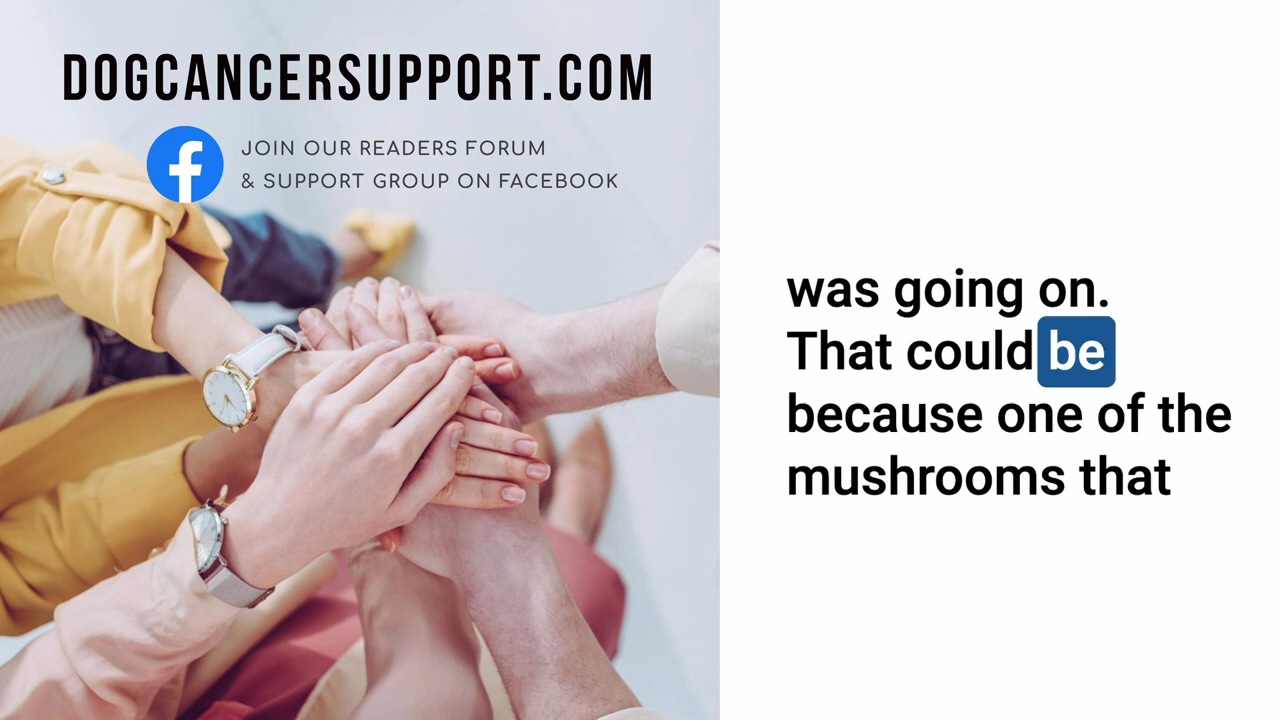 DOGCANCERSUPPORT.COM
JOIN OUR READERS FORUM
& SUPPORT GROUP ON FACEBOOK
was going on.
That could be
because one of the
mushrooms that